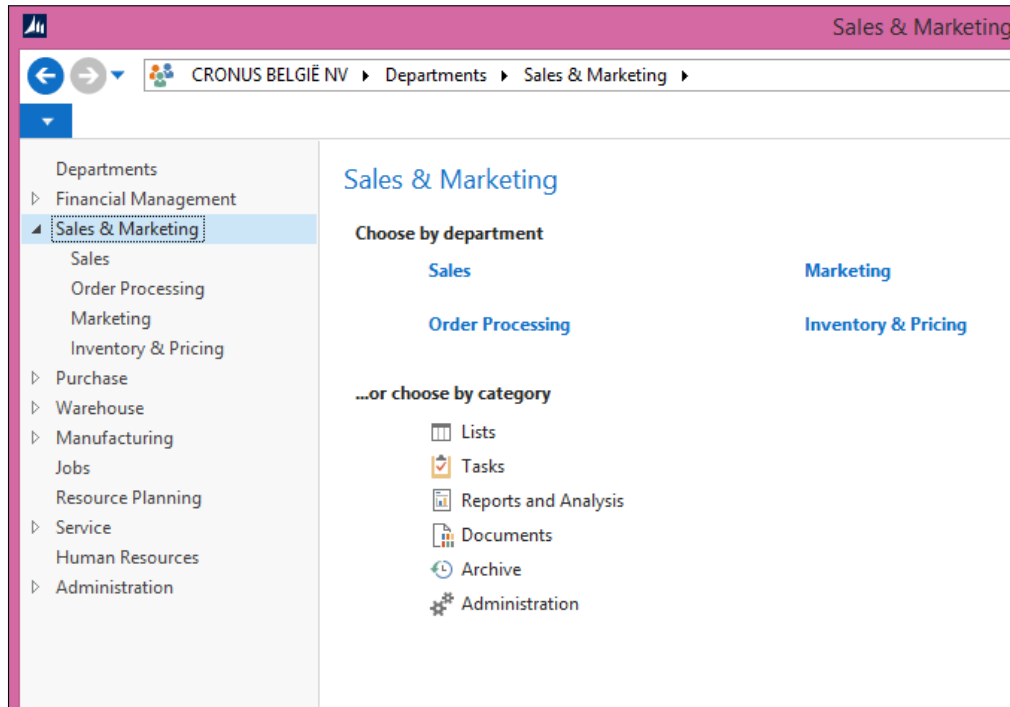 Sales & Marketing
CRONUS BELGIË NV Departments Sales & Marketing
Departments
Financial Management
Sales & Marketing
Sales
Order Processing
Marketing
Inventory & Pricing
Purchase
Warehouse
Manufacturing
Jobs
Resource Planning
Service
Human Resources
Administration
Sales & Marketing
Choose by department
Sales Marketing
Order Processing Inventory & Pricing
...or choose by category
Lists
Tasks
Reports and Analysis
Documents
Archive
Administration